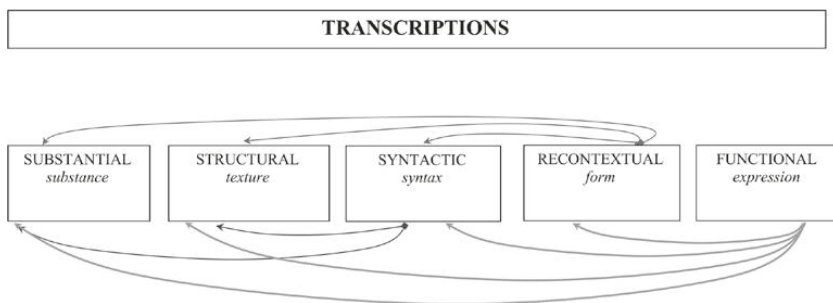 TRANSCRIPTIONS
SUBSTANTIAL
substance
STRUCTURAL
texture
SYNTACTIC
syntax
RECONTEXTUAL
form
FUNCTIONAL
expression